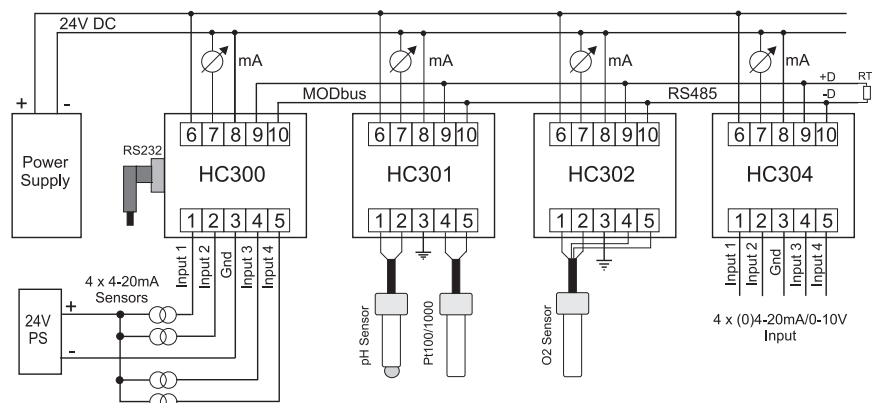 24V DC
mA
mA
mA
mA
+D
RT
-D
MODbus
RS485
+
-
6 7 8 9 10
6 7 8 9 10
6 7 8 9 10
6 7 8 9 10
Power
Supply
RS232
HC300
HC301
HC302
HC304
1 2 3 4 5
1 2 3 4 5
1 2 3 4 5
1 2 3 4 5
Input 1
Input 2
Gnd
Input 3
Input 4
Input 1
Input 2
Gnd
Input 3
Input 4
4 x 4-20mA
Sensors
+
24V
PS
-
pH Sensor
Pt100/1000
O2 Sensor
4 x (0)4-20mA/0-10V
Input